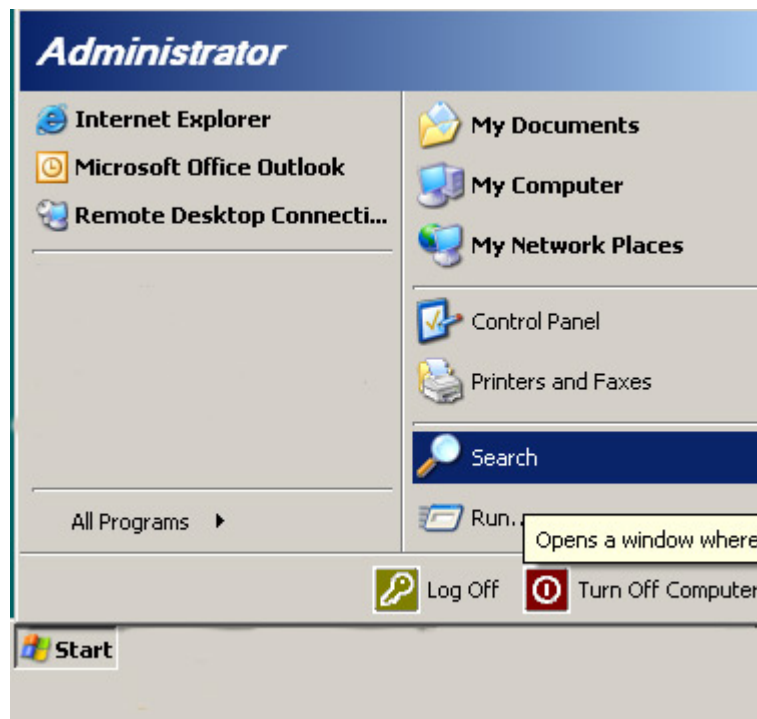 Administrator
Internet Explorer
Microsoft Office Outlook
Remote Desktop Connecti...
All Programs
My Documents
My Computer
My Network Places
Control Panel
Printers and Faxes
Search
Run..
Opens a window where
Log Off
Turn Off Computer
Start